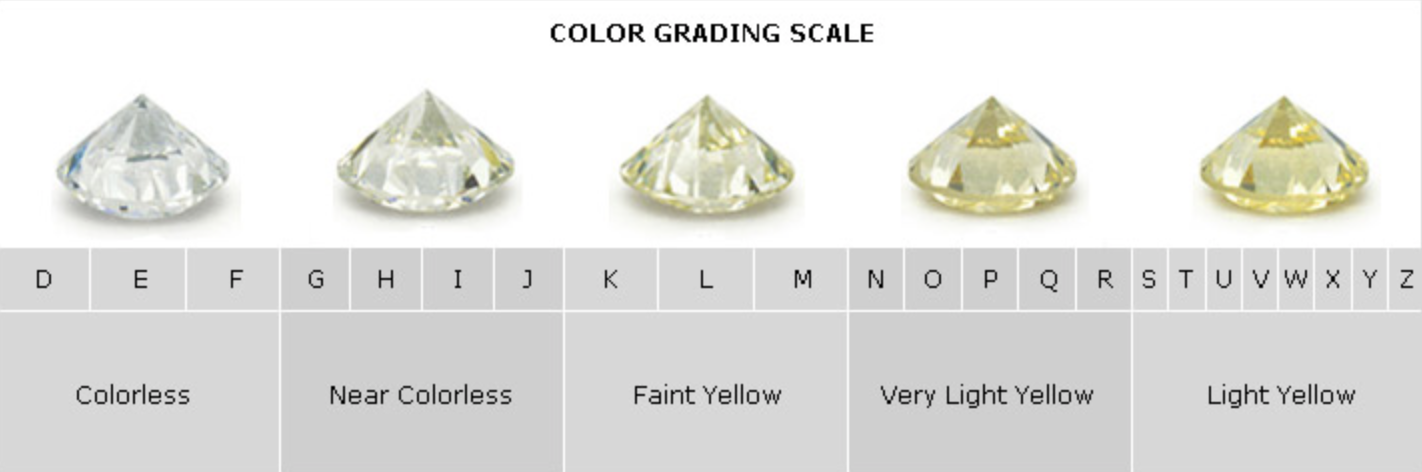 COLOR GRADING SCALE
D E F G H I J K L M N O P Q R S T U V W X Y Z
Colorless Near Colorless Faint Yellow Very Light Yellow Light Yellow